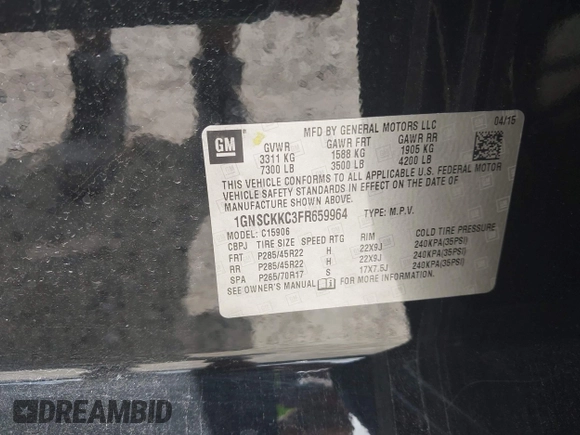 GM
MFD BY GENERAL MOTORS LLC 04/15
GVWR GAWR FRT GAWR RR
3311 KG 1588 KG 1905 KG
7300 LB 3500 LB 4200 LB
THIS VEHICLE CONFORMS TO ALL APPLICABLE U.S. FEDERAL MOTOR
VEHICLE SAFETY STANDARDS IN EFFECT ON THE DATE OF
MANUFACTURE SHOWN ABOVE.
1GNSCKKC3FR659964 TYPE: M.P.V.
MODEL: C15906
CBPJ TIRE SIZE SPEED RTG RIM COLD TIRE PRESSURE
FRT P285/45R22 H 22X9J 240KPA(35PSI)
RR P285/45R22 H 22X9J 240KPA(35PSI)
SPA P265/70R17 S 17X7.5J 240KPA(35PSI)
SEE OWNER'S MANUAL FOR MORE INFORMATION.
DREAMBID